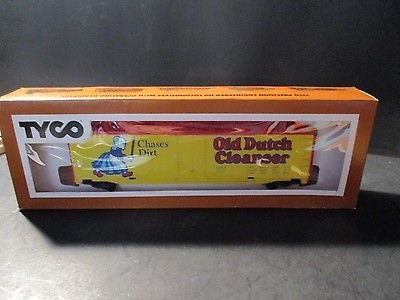 TYCO
Chases
Dirt
Old Dutch
Cleanser